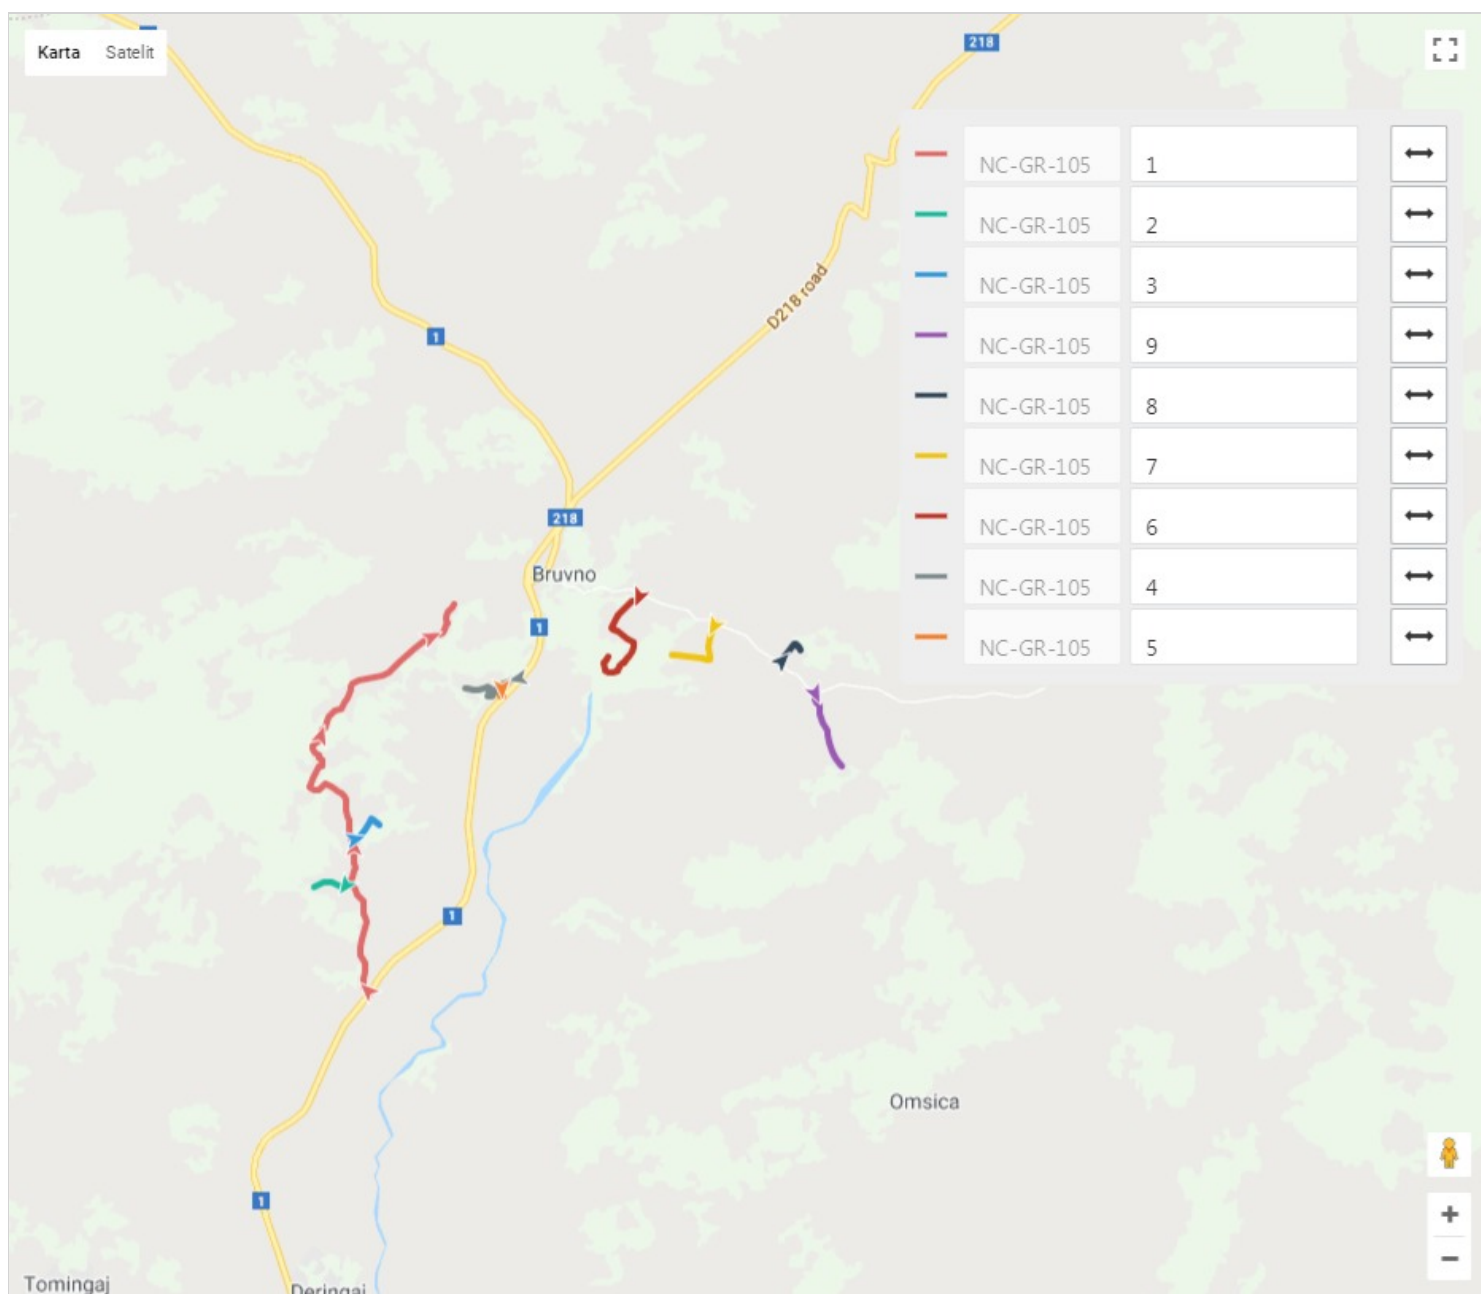 Karta Satelit
218
NC-GR-105 1
NC-GR-105 2
NC-GR-105 3
NC-GR-105 9
NC-GR-105 8
NC-GR-105 7
NC-GR-105 6
NC-GR-105 4
NC-GR-105 5
D218 road
1
218
Bruvno
1
1
Omsica
1
Tomingaj
Deringaj